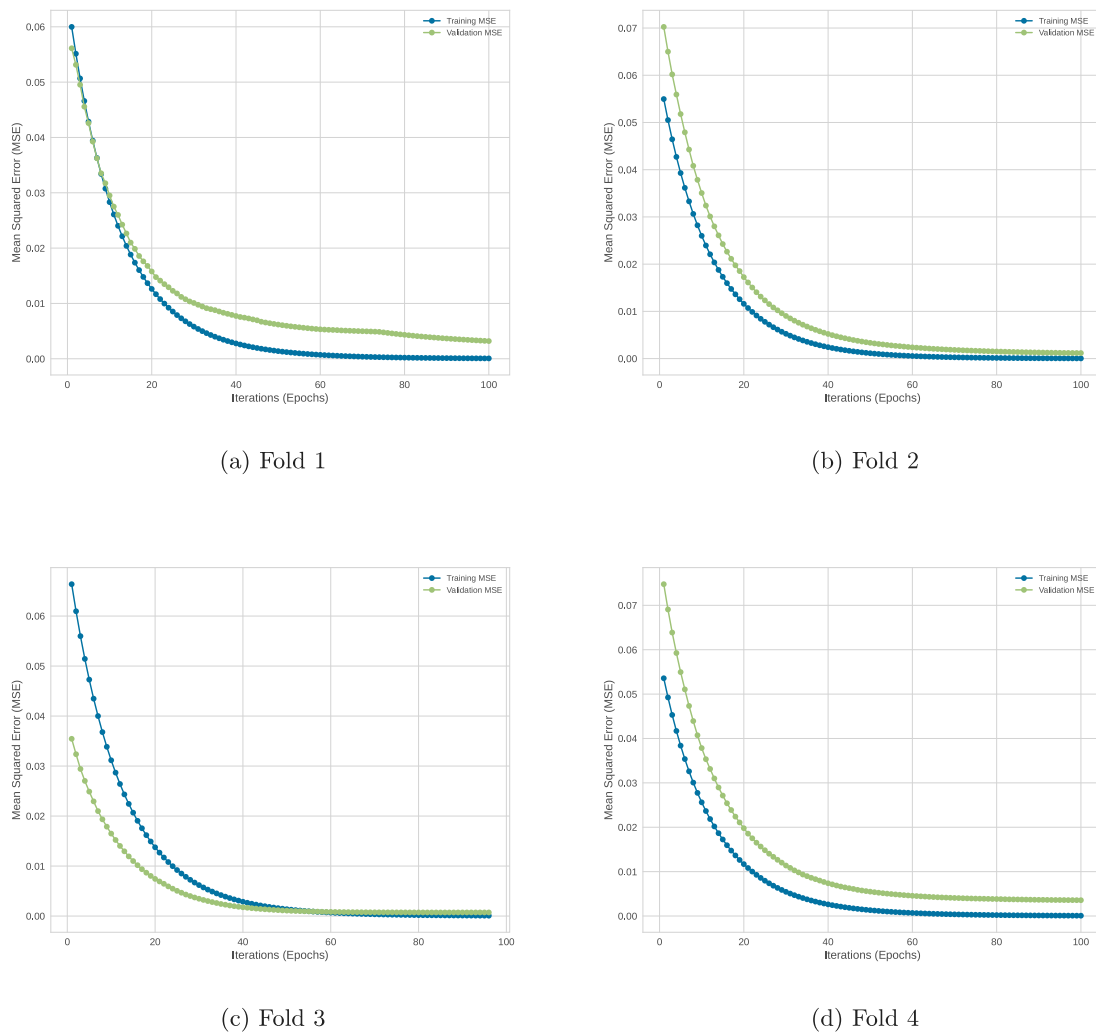 Training MSE
Validation MSE
Mean Squared Error (MSE)
0.06
0.05
0.04
0.03
0.02
0.01
0.00
0 20 40 60 80 100
Iterations (Epochs)
(a) Fold 1
Training MSE
Validation MSE
Mean Squared Error (MSE)
0.07
0.06
0.05
0.04
0.03
0.02
0.01
0.00
0 20 40 60 80 100
Iterations (Epochs)
(b) Fold 2
Training MSE
Validation MSE
Mean Squared Error (MSE)
0.06
0.05
0.04
0.03
0.02
0.01
0.00
0 20 40 60 80 100
Iterations (Epochs)
(c) Fold 3
Training MSE
Validation MSE
Mean Squared Error (MSE)
0.07
0.06
0.05
0.04
0.03
0.02
0.01
0.00
0 20 40 60 80 100
Iterations (Epochs)
(d) Fold 4